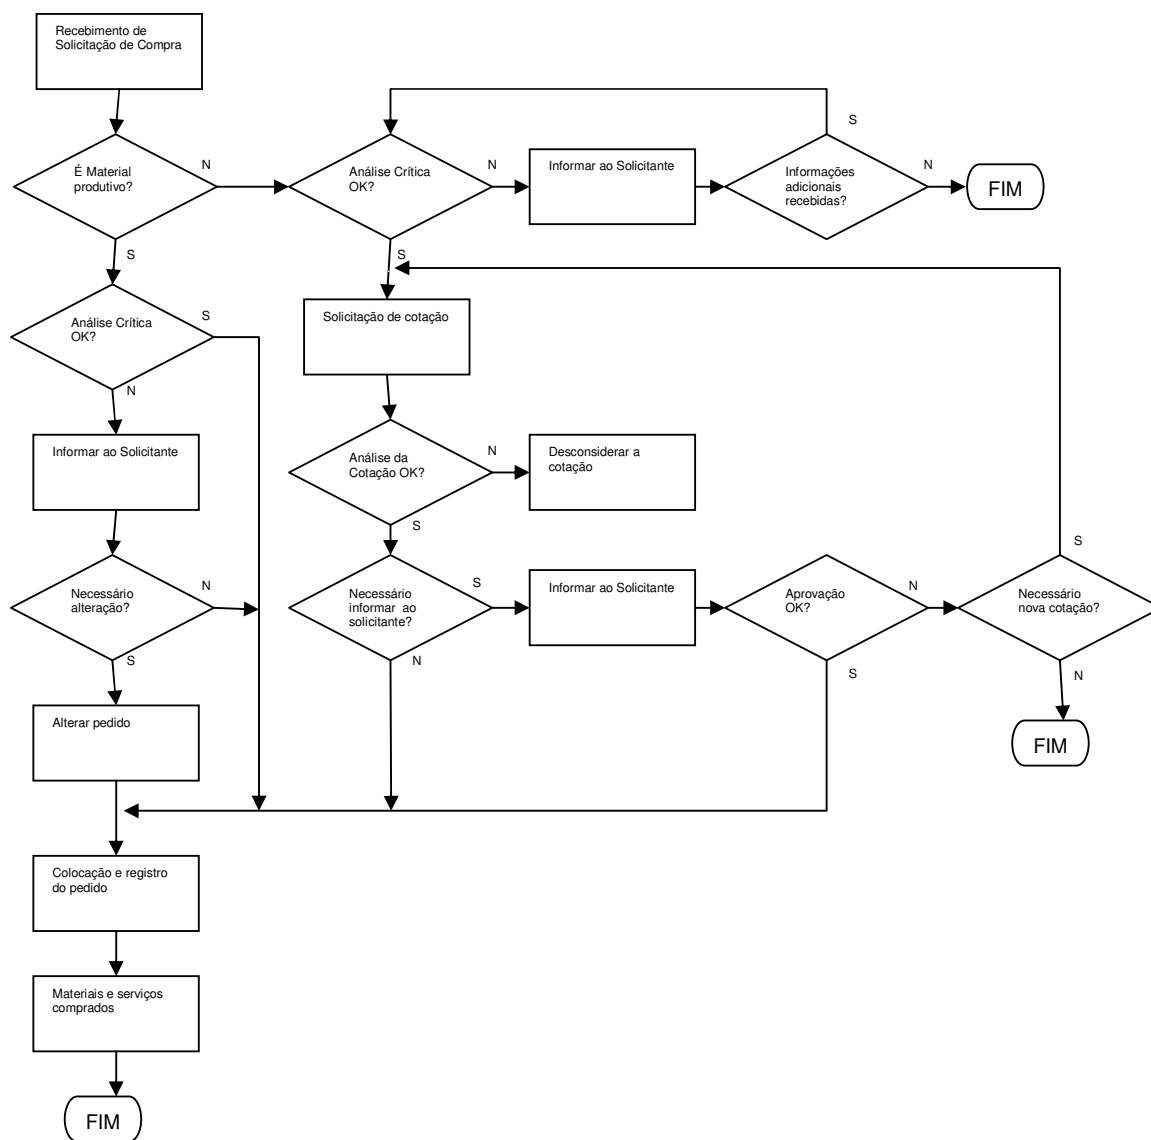 Recebimento de
Solicitação de Compra
S
É Material
produtivo?
N
Análise Crítica
OK?
N
Informar ao Solicitante
Informações
adicionais
recebidas?
N
FIM
S
S
Análise Crítica
OK?
S
Solicitação de cotação
N
Informar ao Solicitante
Análise da
Cotação OK?
N
Desconsiderar a
cotação
S
S
Necessário
alteração?
N
Necessário
informar ao
solicitante?
S
Informar ao Solicitante
Aprovação
OK?
N
Necessário
nova cotação?
S
N
S
N
Alterar pedido
FIM
Colocação e registro
do pedido
Materiais e serviços
comprados
FIM